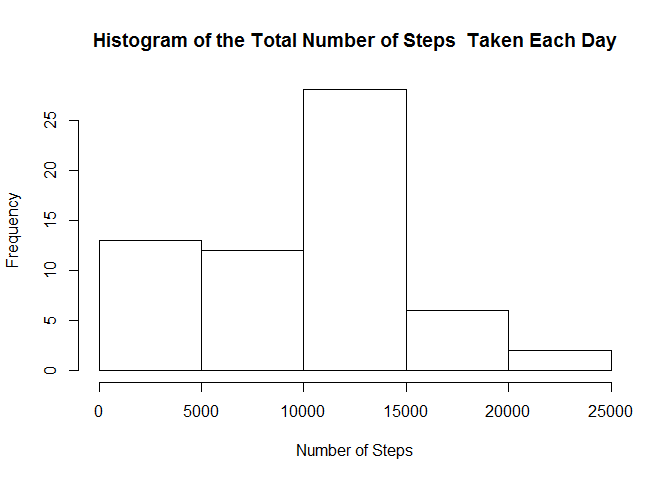 Histogram of the Total Number of Steps  Taken Each Day
Frequency
25
20
15
10
5
0
0 5000 10000 15000 20000 25000
Number of Steps